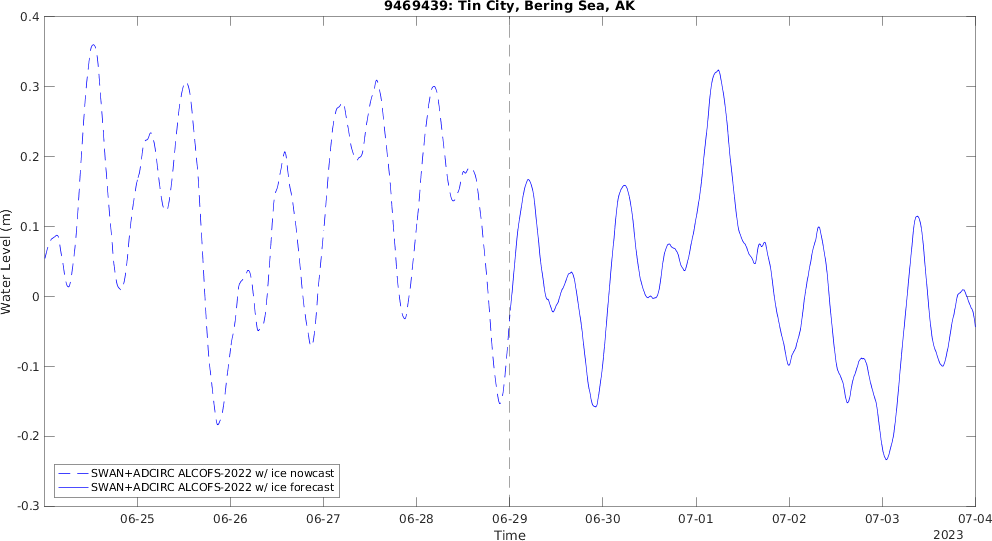 9469439: Tin City, Bering Sea, AK
0.4
0.3
0.2
0.1
0
-0.1
-0.2
-0.3
Water Level (m)
SWAN+ADCIRC ALCOFS-2022 w/ ice nowcast
SWAN+ADCIRC ALCOFS-2022 w/ ice forecast
06-25 06-26 06-27 06-28 06-29 06-30 07-01 07-02 07-03 07-04
Time
2023